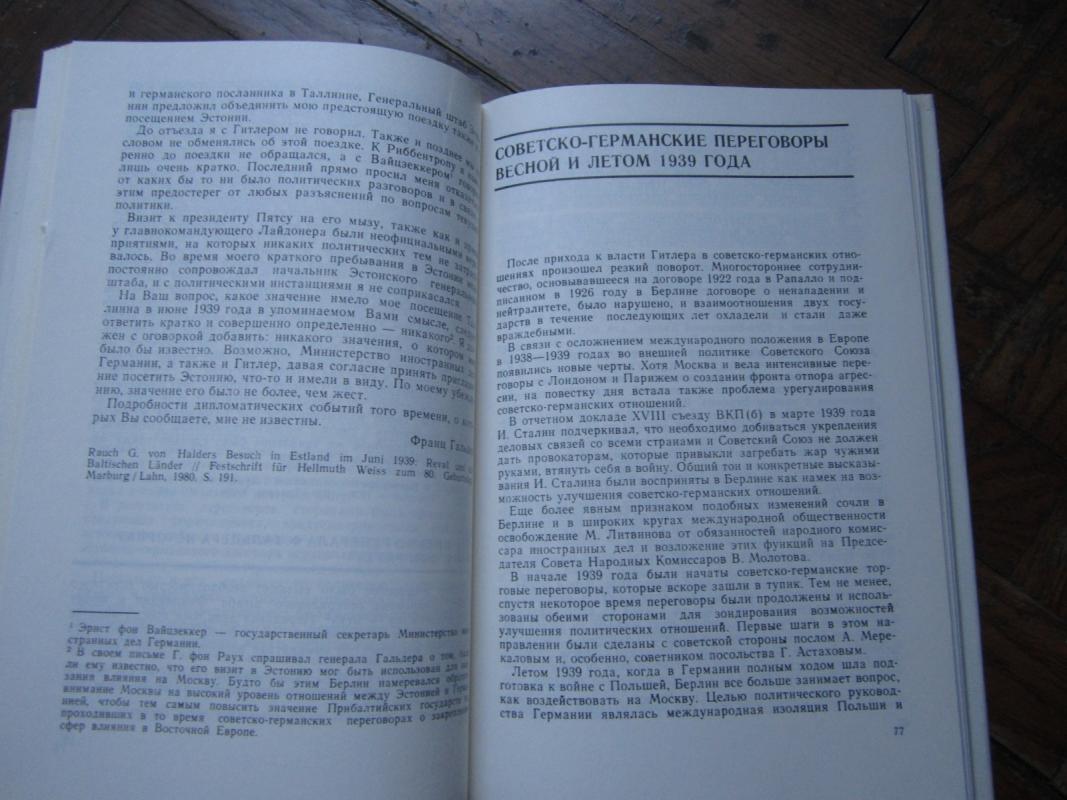 и германского посланника в Таллинне, Генеральный штаб
нии предложил объединить мою предстоящую поездку также с
посещением Эстонии.
До отъезда я с Гитлером не говорил. Также и позднее мы
словом не обменялись об этой поездке. К Риббентропу я
ренно до поездки не обращался, а с Вайцзеккером¹
лишь очень кратко. Последний прямо просил меня
от каких бы то ни было политических разговоров и в
этим предостерег от любых разъяснений по вопросам
политики.
Визит к президенту Пятсу на его мызу, также как и
у главнокомандующего Лайдонера были неофициальными
приятиями, на которых никаких политических тем не
валось. Во время моего краткого пребывания в Эстонии
постоянно сопровождал начальник Эстонского
штаба, и с политическими инстанциями я не соприкасался
На Ваш вопрос, какое значение имело мое посещение
линна в июне 1939 года в упоминаемом Вами смысле,
ответить кратко и совершенно определенно — никакого². Я
жен с оговоркой добавить: никакого значения, о котором
было бы известно. Возможно, Министерство иностранных
Германии, а также и Гитлер, давая согласие принять
ние посетить Эстонию, что-то и имели в виду. По моему
нию, значение его было не более, чем жест.
Подробности дипломатических событий того времени, о
рых Вы сообщаете, мне не известны.
Франц
Rauch G. von Halders Besuch in Estland im Juni 1939: Reval und
Baltischen Länder // Festschrift für Hellmuth Weiss zum 80.
Marburg/Lahn, 1980. S. 191.
¹ Эрнст фон Вайцзеккер — государственный секретарь Министерства
странных дел Германии.
² В своем письме Г. фон Раух спрашивал генерала Гальдера о том,
ли ему известно, что его визит в Эстонию мог быть использован для
зания влияния на Москву. Будто бы этим Берлин намеревался
внимание Москвы на высокий уровень отношений между Эстонией и
нией, чтобы тем самым повысить значение Прибалтийских государств
проходивших в то время советско-германских переговорах о
сфер влияния в Восточной Европе.
СОВЕТСКО-ГЕРМАНСКИЕ ПЕРЕГОВОРЫ
ВЕСНОЙ И ЛЕТОМ 1939 ГОДА
После прихода к власти Гитлера в советско-германских отно-
шениях произошел резкий поворот. Многостороннее сотрудни-
чество, основывавшееся на договоре 1922 года в Рапалло и под-
писанном в 1926 году в Берлине договоре о ненападении и
нейтралитете, было нарушено, и взаимоотношения двух госу-
дарств в течение последующих лет охладели и стали даже
враждебными.
В связи с осложнением международного положения в Европе
в 1938—1939 годах во внешней политике Советского Союза
появились новые черты. Хотя Москва и вела интенсивные пере-
говоры с Лондоном и Парижем о создании фронта отпора агрес-
сии, на повестку дня встала также проблема урегулирования
советско-германских отношений.
В отчетном докладе XVIII съезду ВКП(б) в марте 1939 года
И. Сталин подчеркивал, что необходимо добиваться укрепления
деловых связей со всеми странами и Советский Союз не должен
дать провокаторам, которые привыкли загребать жар чужими
руками, втянуть себя в войну. Общий тон и конкретные высказы-
вания И. Сталина были восприняты в Берлине как намек на воз-
можность улучшения советско-германских отношений.
Еще более явным признаком подобных изменений сочли в
Берлине и в широких кругах международной общественности
освобождение М. Литвинова от обязанностей народного комис-
сара иностранных дел и возложение этих функций на Предсе-
дателя Совета Народных Комиссаров В. Молотова.
В начале 1939 года были начаты советско-германские тор-
говые переговоры, которые вскоре зашли в тупик. Тем не менее,
спустя некоторое время переговоры были продолжены и исполь-
зованы обеими сторонами для зондирования возможностей
улучшения политических отношений. Первые шаги в этом на-
правлении были сделаны с советской стороны послом А. Мере-
каловым и, особенно, советником посольства Г. Астаховым.
Летом 1939 года, когда в Германии полным ходом шла под-
готовка к войне с Польшей, Берлин все больше занимает вопрос,
как воздействовать на Москву. Целью политического руковод-
ства Германии являлась международная изоляция Польши и
77